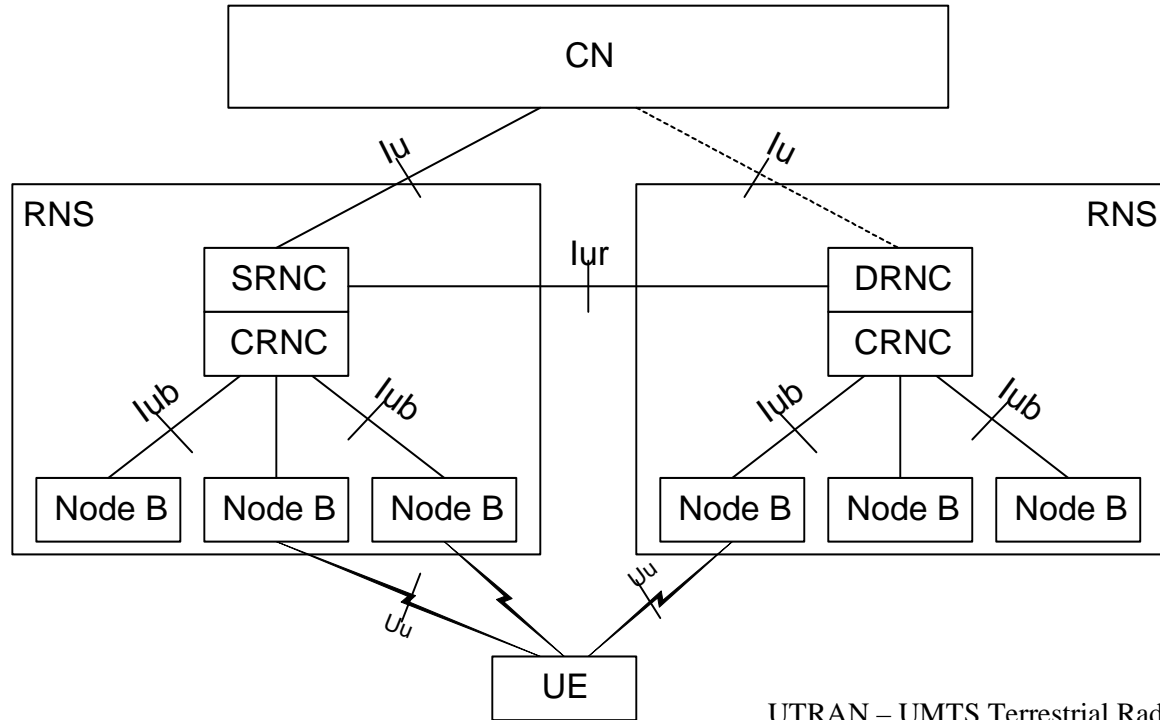 CN
Iu
Iu
RNS
RNS
SRNC
Iur
DRNC
CRNC
CRNC
Iub
Iub
Iub
Iub
Node B
Node B
Node B
Node B
Node B
Node B
Uu
Uu
UE
UTRAN – UMTS Terrestrial Rad